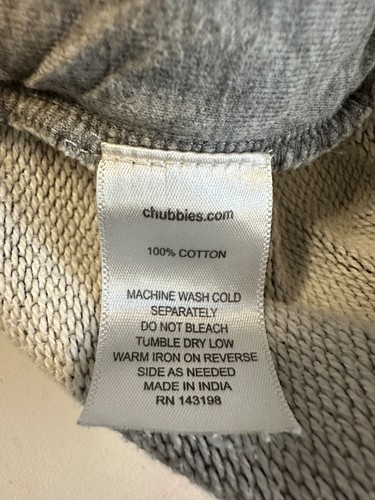 chubbies.com
100% COTTON
MACHINE WASH COLD
SEPARATELY
DO NOT BLEACH
TUMBLE DRY LOW
WARM IRON ON REVERSE
SIDE AS NEEDED
MADE IN INDIA
RN 143198